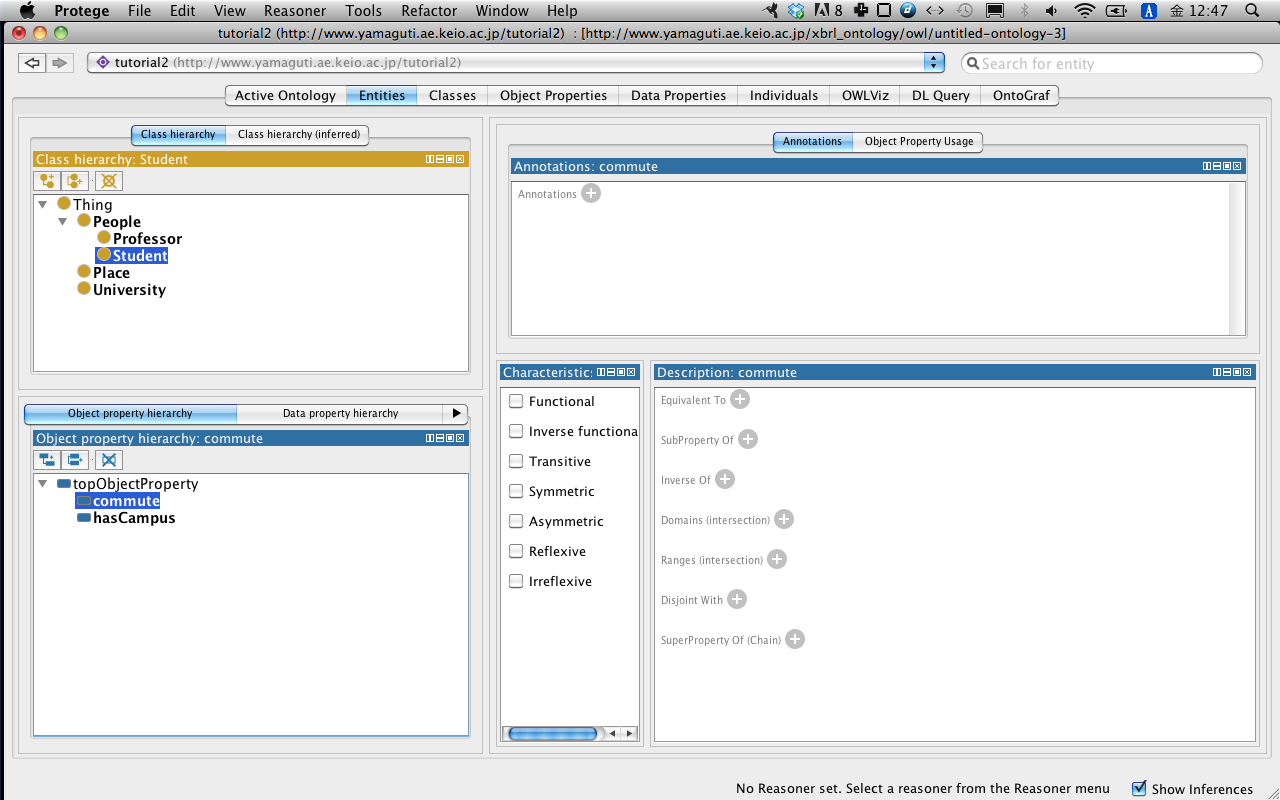 Protege File Edit View Reasoner Tools Refactor Window Help 8 A 金 12:47
tutorial2 (http://www.yamaguti.ae.keio.ac.jp/tutorial2) : [http://www.yamaguti.ae.keio.ac.jp/xbrl_ontology/owl/untitled-ontology-3]
tutorial2 (http://www.yamaguti.ae.keio.ac.jp/tutorial2)
Search for entity
Active Ontology Entities Classes Object Properties Data Properties Individuals OWLViz DL Query OntoGraf
Class hierarchy Class hierarchy (inferred)
Class hierarchy: Student
Thing
People
Professor
Student
Place
University
Object property hierarchy Data property hierarchy
Object property hierarchy: commute
topObjectProperty
commute
hasCampus
Annotations Object Property Usage
Annotations: commute
Annotations
Characteristic:
Functional
Inverse functiona
Transitive
Symmetric
Asymmetric
Reflexive
Irreflexive
Description: commute
Equivalent To
SubProperty Of
Inverse Of
Domains (intersection)
Ranges (intersection)
Disjoint With
SuperProperty Of (Chain)
No Reasoner set. Select a reasoner from the Reasoner menu
Show Inferences